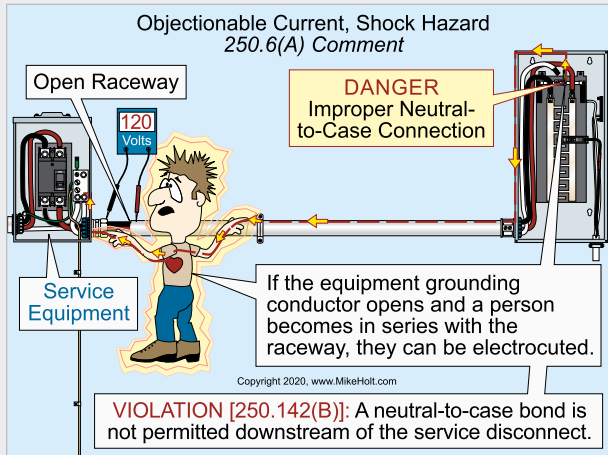 Objectionable Current, Shock Hazard
250.6(A) Comment
Open Raceway
120
Volts
DANGER
Improper Neutral-
to-Case Connection
Service
Equipment
If the equipment grounding
conductor opens and a person
becomes in series with the
raceway, they can be electrocuted.
Copyright 2020, www.MikeHolt.com
VIOLATION [250.142(B)]: A neutral-to-case bond is
not permitted downstream of the service disconnect.